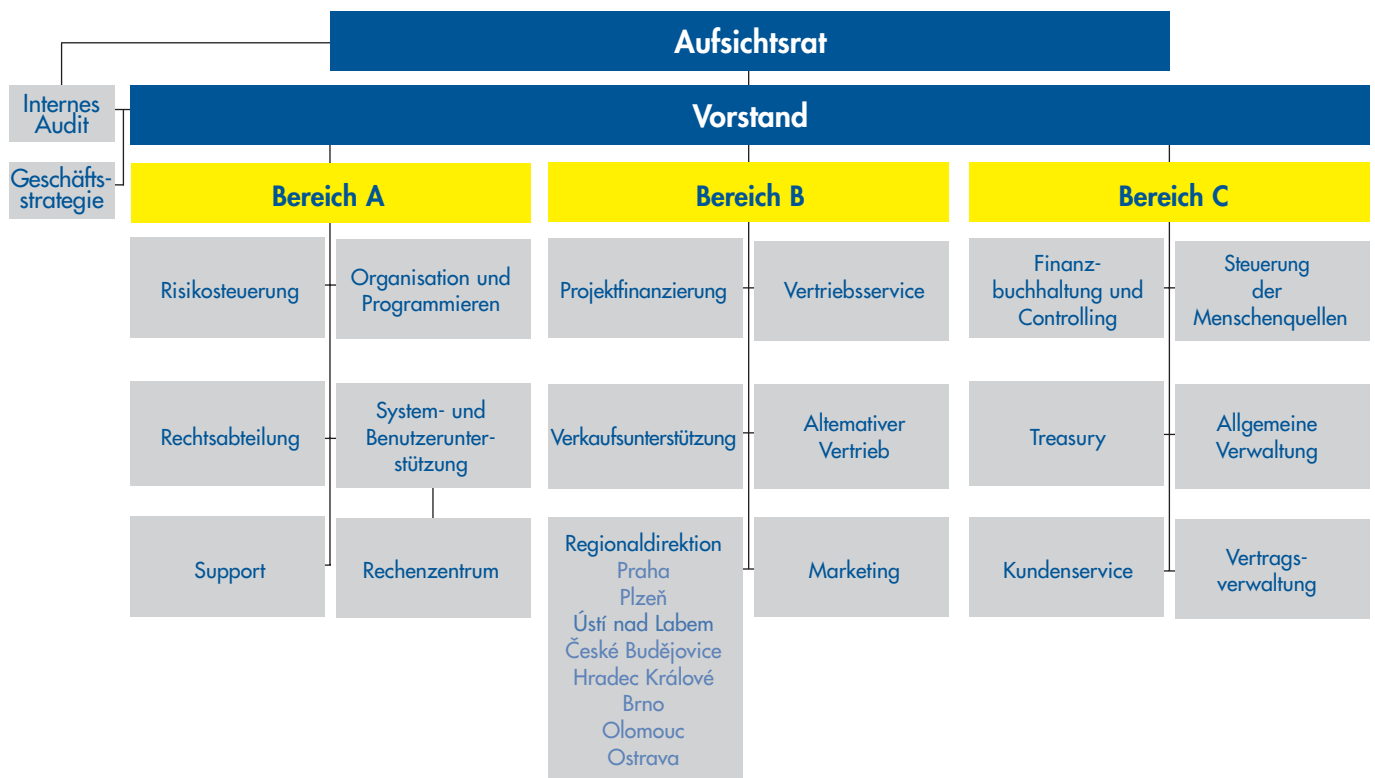 Aufsichtsrat
Internes
Audit
Vorstand
Geschäfts-
strategie
Bereich A
Bereich B
Bereich C
Risikosteuerung
Organisation und
Programmieren
Projektfinanzierung
Vertriebsservice
Finanz-
buchhaltung und
Controlling
Steuerung
der
Menschenquellen
Rechtsabteilung
System- und
Benutzerunter-
stützung
Verkaufsunterstützung
Altemativer
Vertrieb
Treasury
Allgemeine
Verwaltung
Support
Rechenzentrum
Regionaldirektion
Praha
Plzeň
Ústí nad Labem
České Budějovice
Hradec Králové
Brno
Olomouc
Ostrava
Marketing
Kundenservice
Vertrags-
verwaltung